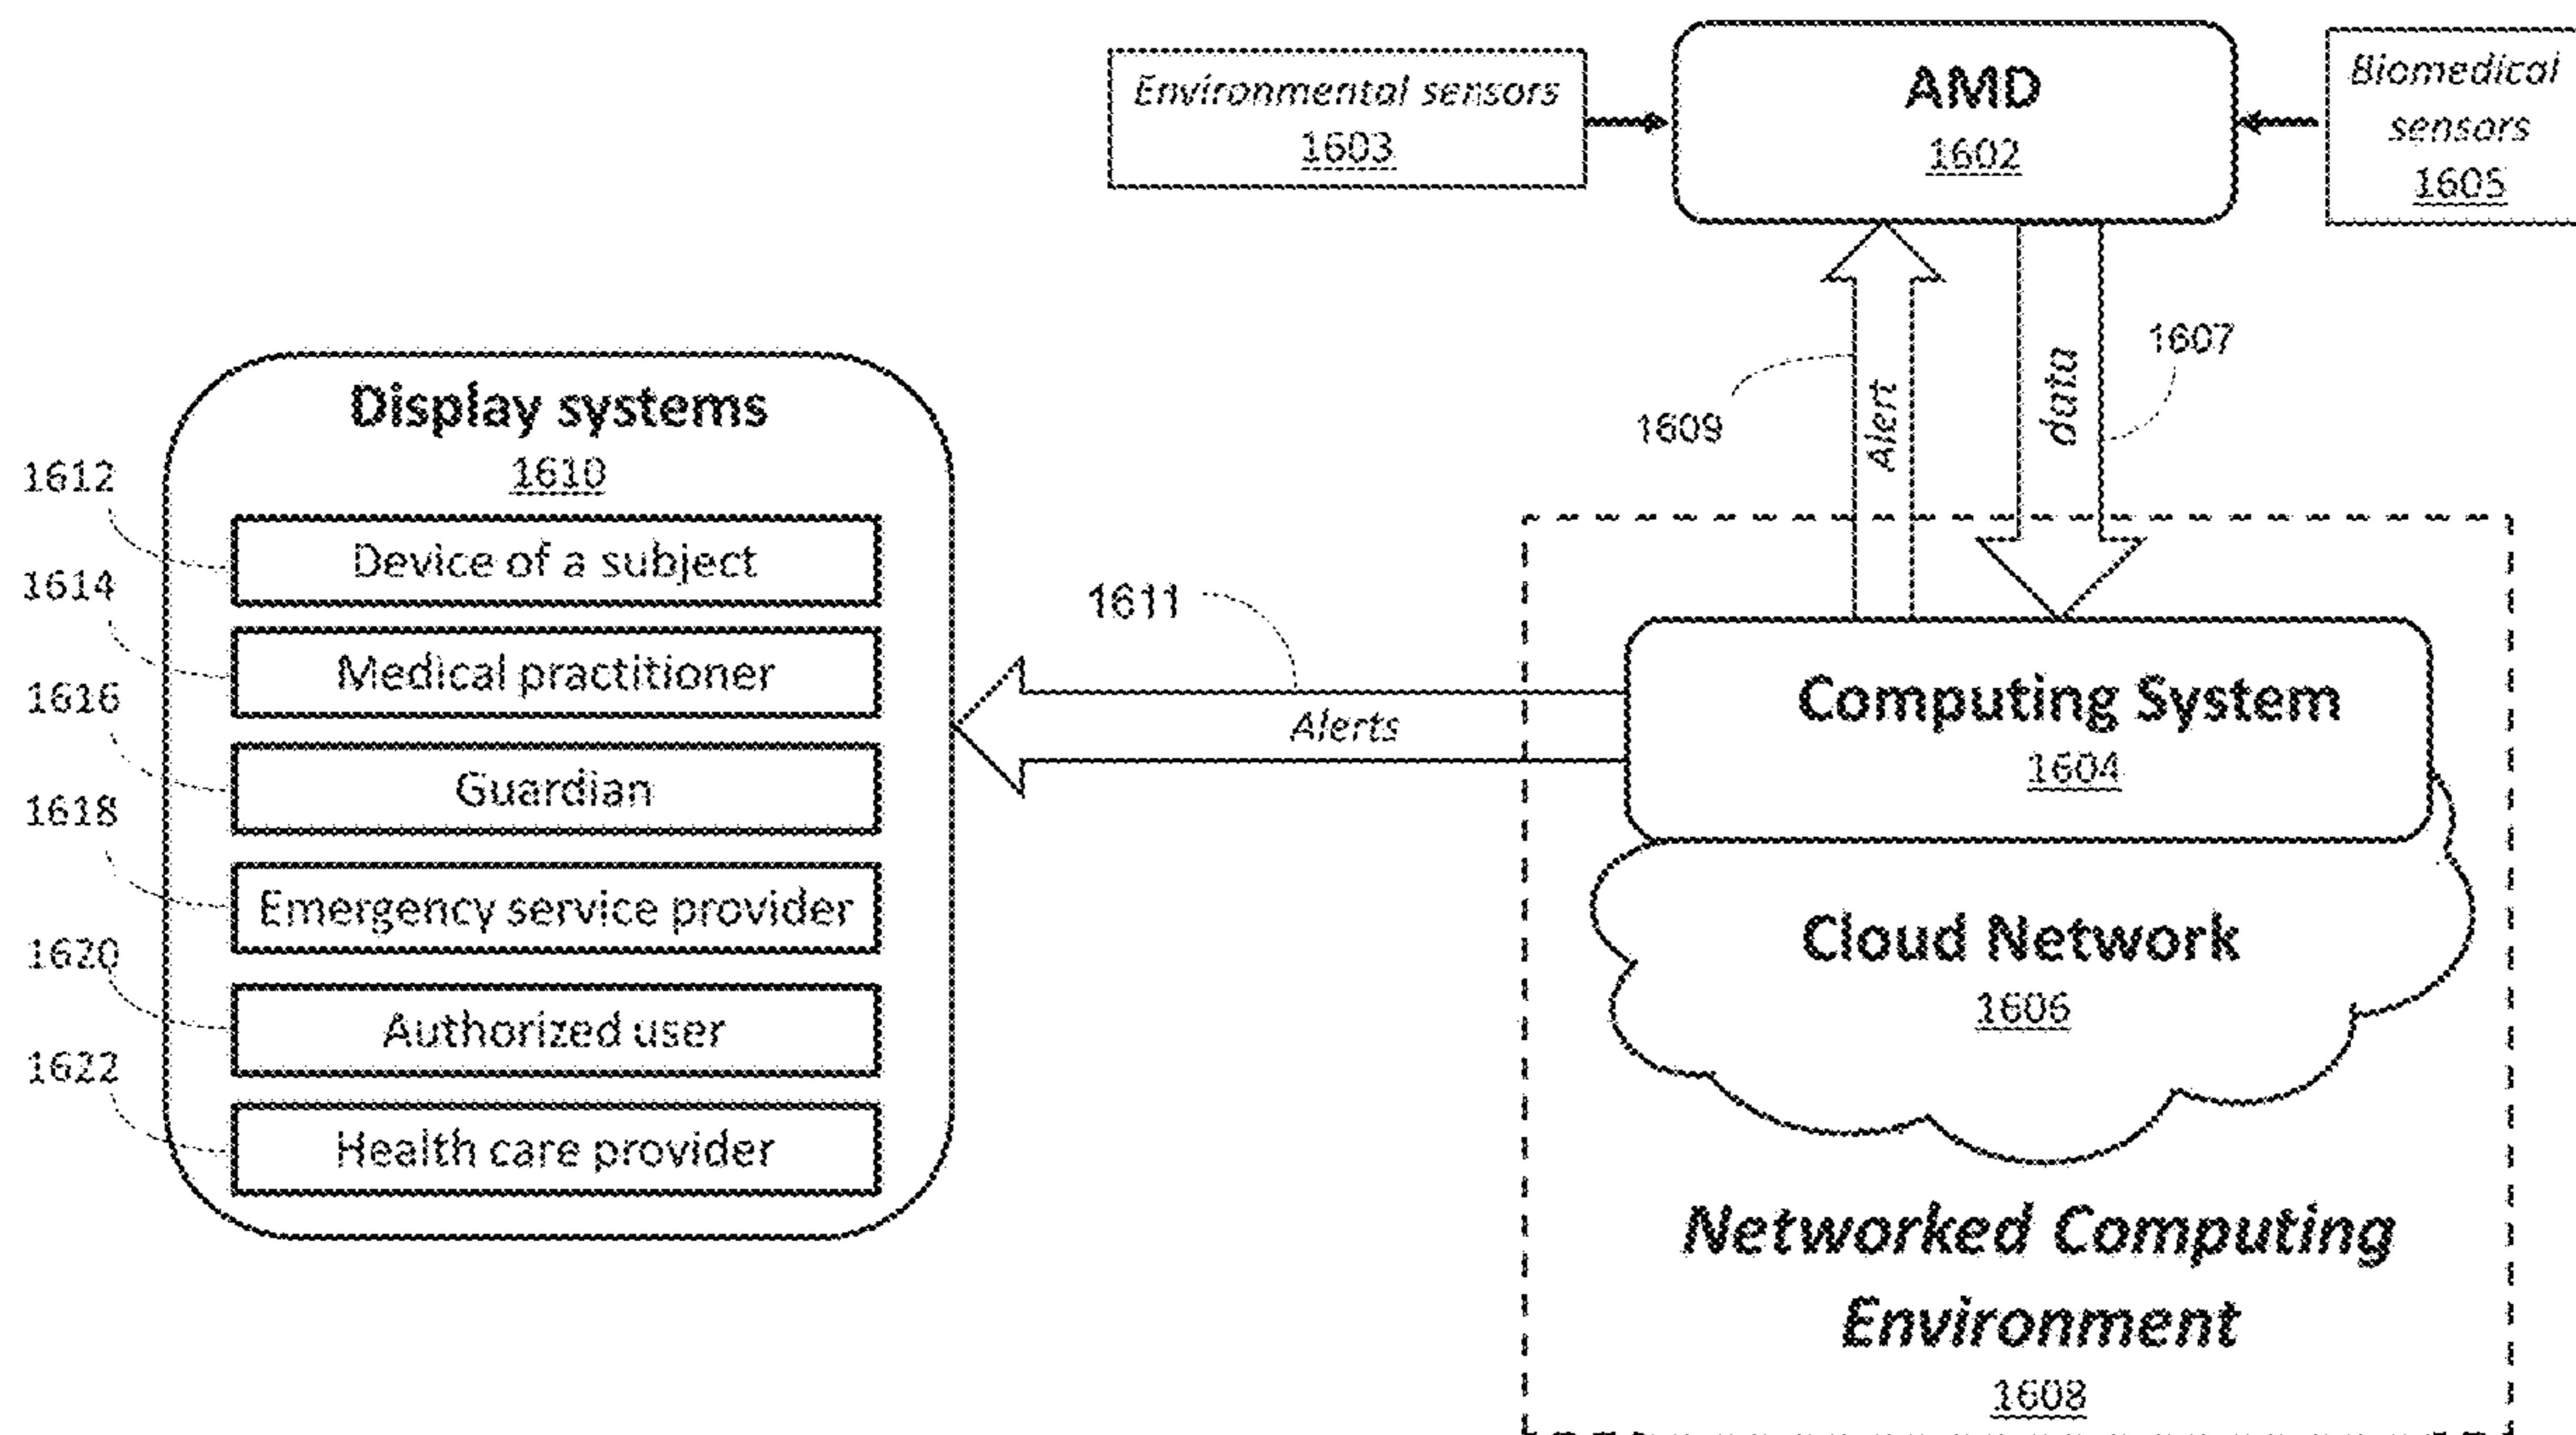 Environmental sensors
1603
AMD
1602
Biomedical
sensors
1605
1609
Alert
data
1607
Display systems
1610
1612
Device of a subject
1614
Medical practitioner
1616
Guardian
1618
Emergency service provider
1620
Authorized user
1622
Health care provider
1611
Alerts
Computing System
1604
Cloud Network
1606
Networked Computing
Environment
1608